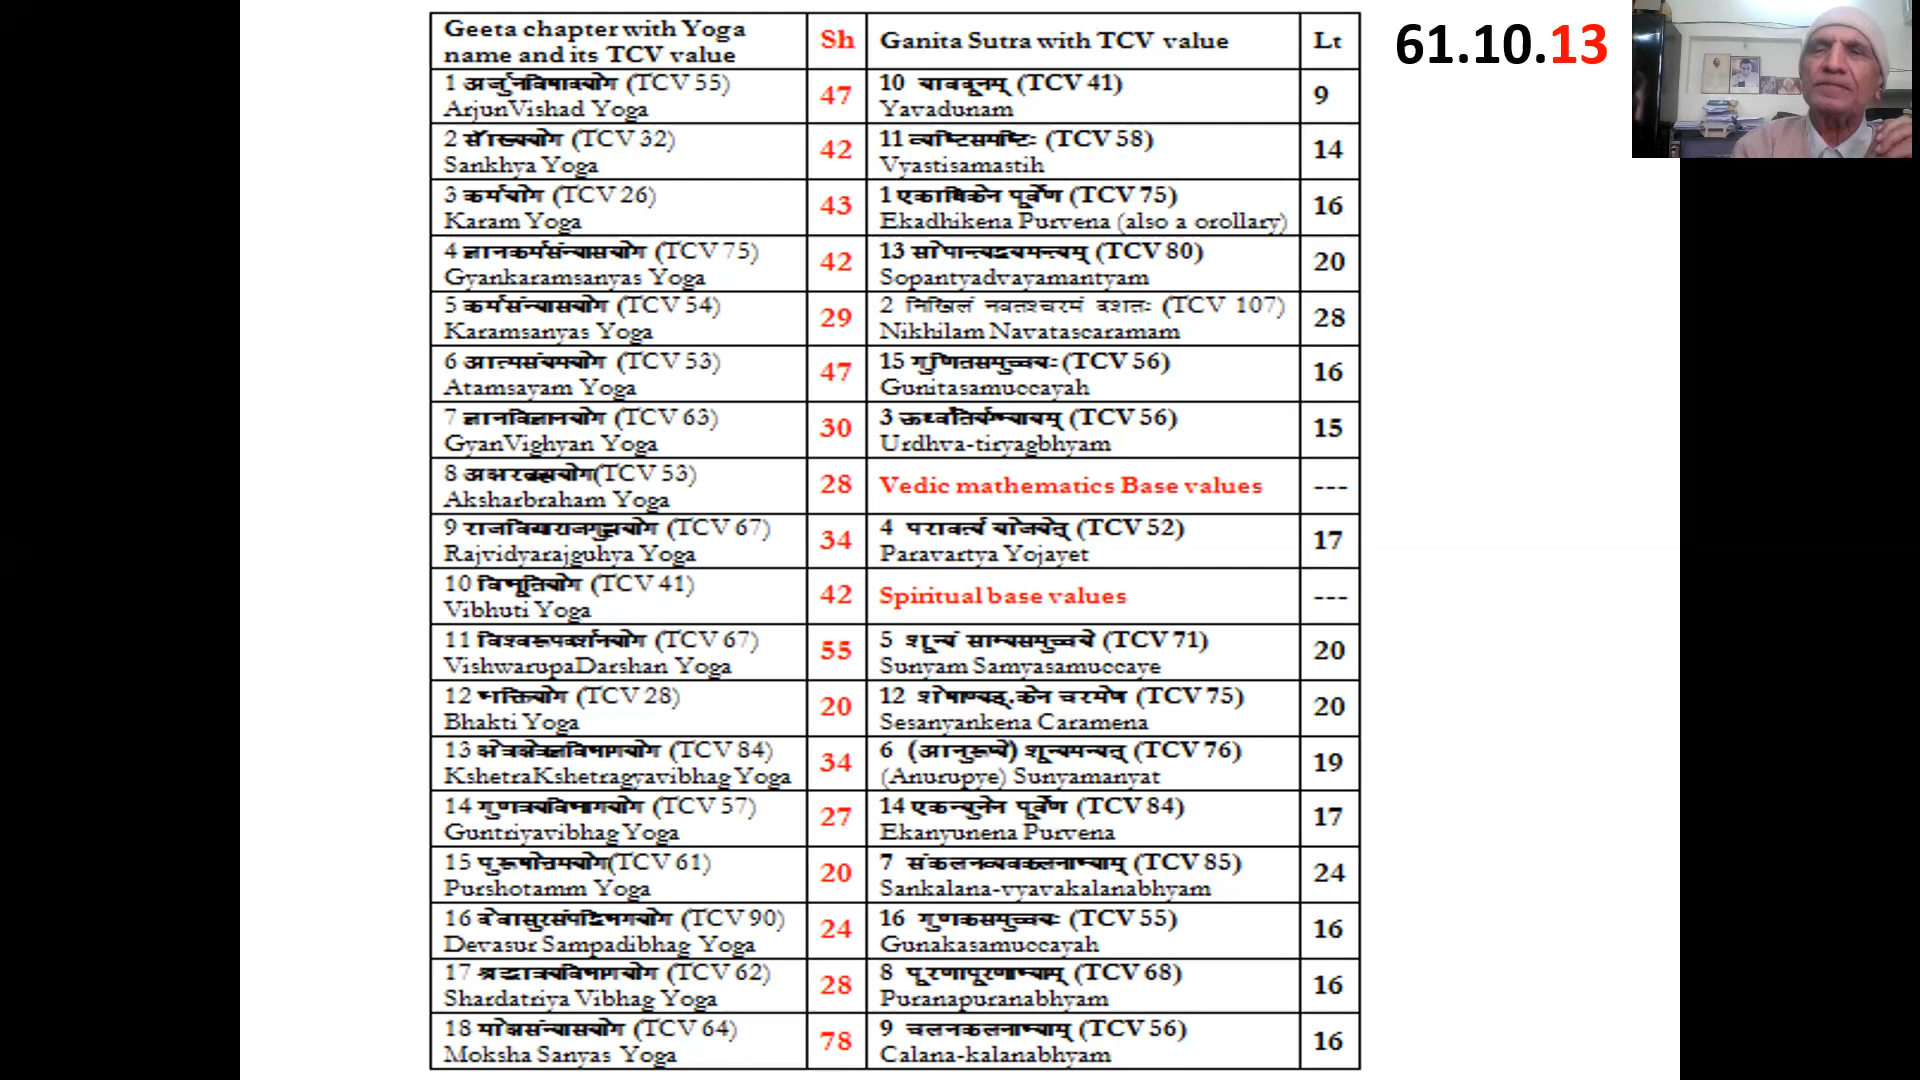 61.10.13
Geeta chapter with Yoga name and its TCV value Sh Ganita Sutra with TCV value Lt
1 अर्जुनविषादयोग (TCV 55) 47 10 यावदूनम् (TCV 41) 9
ArjunVishad Yoga Yavadunam
2 साँख्ययोग (TCV 32) 42 11 व्यष्टिसमष्टिः (TCV 58) 14
Sankhya Yoga Vyastisamastih
3 कर्मयोग (TCV 26) 43 1 एकाधिकेन पूर्वेण (TCV 75) 16
Karam Yoga Ekadhikena Purvena (also a orollary)
4 ज्ञानकर्मसंन्यासयोग (TCV 75) 42 13 सोपान्त्यद्वयमन्त्यम् (TCV 80) 20
Gyankaramsanyas Yoga Sopantyadvayamantyam
5 कर्मसंन्यासयोग (TCV 54) 29 2 निखिलं नवतश्चरमं दशतः (TCV 107) 28
Karamsanyas Yoga Nikhilam Navatascaramam
6 आत्मसंयमयोग (TCV 53) 47 15 गुणितसमुच्चयः (TCV 56) 16
Atamsayam Yoga Gunitasamuccayah
7 ज्ञानविज्ञानयोग (TCV 63) 30 3 ऊर्ध्वतिर्यग्भ्यायम् (TCV 56) 15
GyanVighyan Yoga Urdhva-tiryagbhyam
8 अक्षरब्रह्मयोग(TCV 53) 28 Vedic mathematics Base values ---
Aksharbraham Yoga
9 राजविद्याराजगुह्ययोग (TCV 67) 34 4 परावर्त्य योजयेत् (TCV 52) 17
Rajvidyarajguhya Yoga Paravartya Yojayet
10 विभूतियोग (TCV 41) 42 Spiritual base values ---
Vibhuti Yoga
11 विश्वरूपदर्शनयोग (TCV 67) 55 5 शून्यं साम्यसमुच्चये (TCV 71) 20
VishwarupaDarshan Yoga Sunyam Samyasamuccaye
12 भक्तियोग (TCV 28) 20 12 शेषाण्यङ्.केन चरमेण (TCV 75) 20
Bhakti Yoga Sesanyankena Caramena
13 क्षेत्रक्षेत्रज्ञविभागयोग (TCV 84) 34 6 (आनुरूप्ये) शून्यमन्यत् (TCV 76) 19
KshetraKshetragyavibhag Yoga (Anurupye) Sunyamanyat
14 गुणत्रयविभागयोग (TCV 57) 27 14 एकन्युनेन पूर्वेण (TCV 84) 17
Guntriyavibhag Yoga Ekanyunena Purvena
15 पुरूषोत्तमयोग(TCV 61) 20 7 संकलनव्यवकलनाभ्याम् (TCV 85) 24
Purshotamm Yoga Sankalana-vyavakalanabhyam
16 देवासुरसंपद्विभगयोग (TCV 90) 24 16 गुणकसमुच्चयः (TCV 55) 16
Devasur Sampadibhag Yoga Gunakasamuccayah
17 श्रद्धात्रयविभागयोग (TCV 62) 28 8 पूरणापूरणाभ्याम् (TCV 68) 16
Shardatriya Vibhag Yoga Puranapuranabhyam
18 मोक्षसंन्यासयोग (TCV 64) 78 9 चलनकलनाभ्याम् (TCV 56) 16
Moksha Sanyas Yoga Calana-kalanabhyam